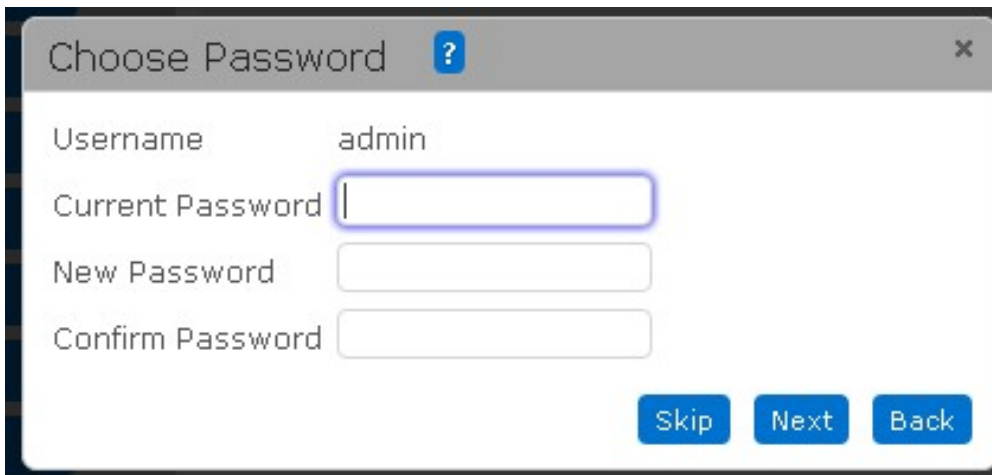 Choose Password ? ×
Username admin
Current Password
New Password
Confirm Password
Skip Next Back